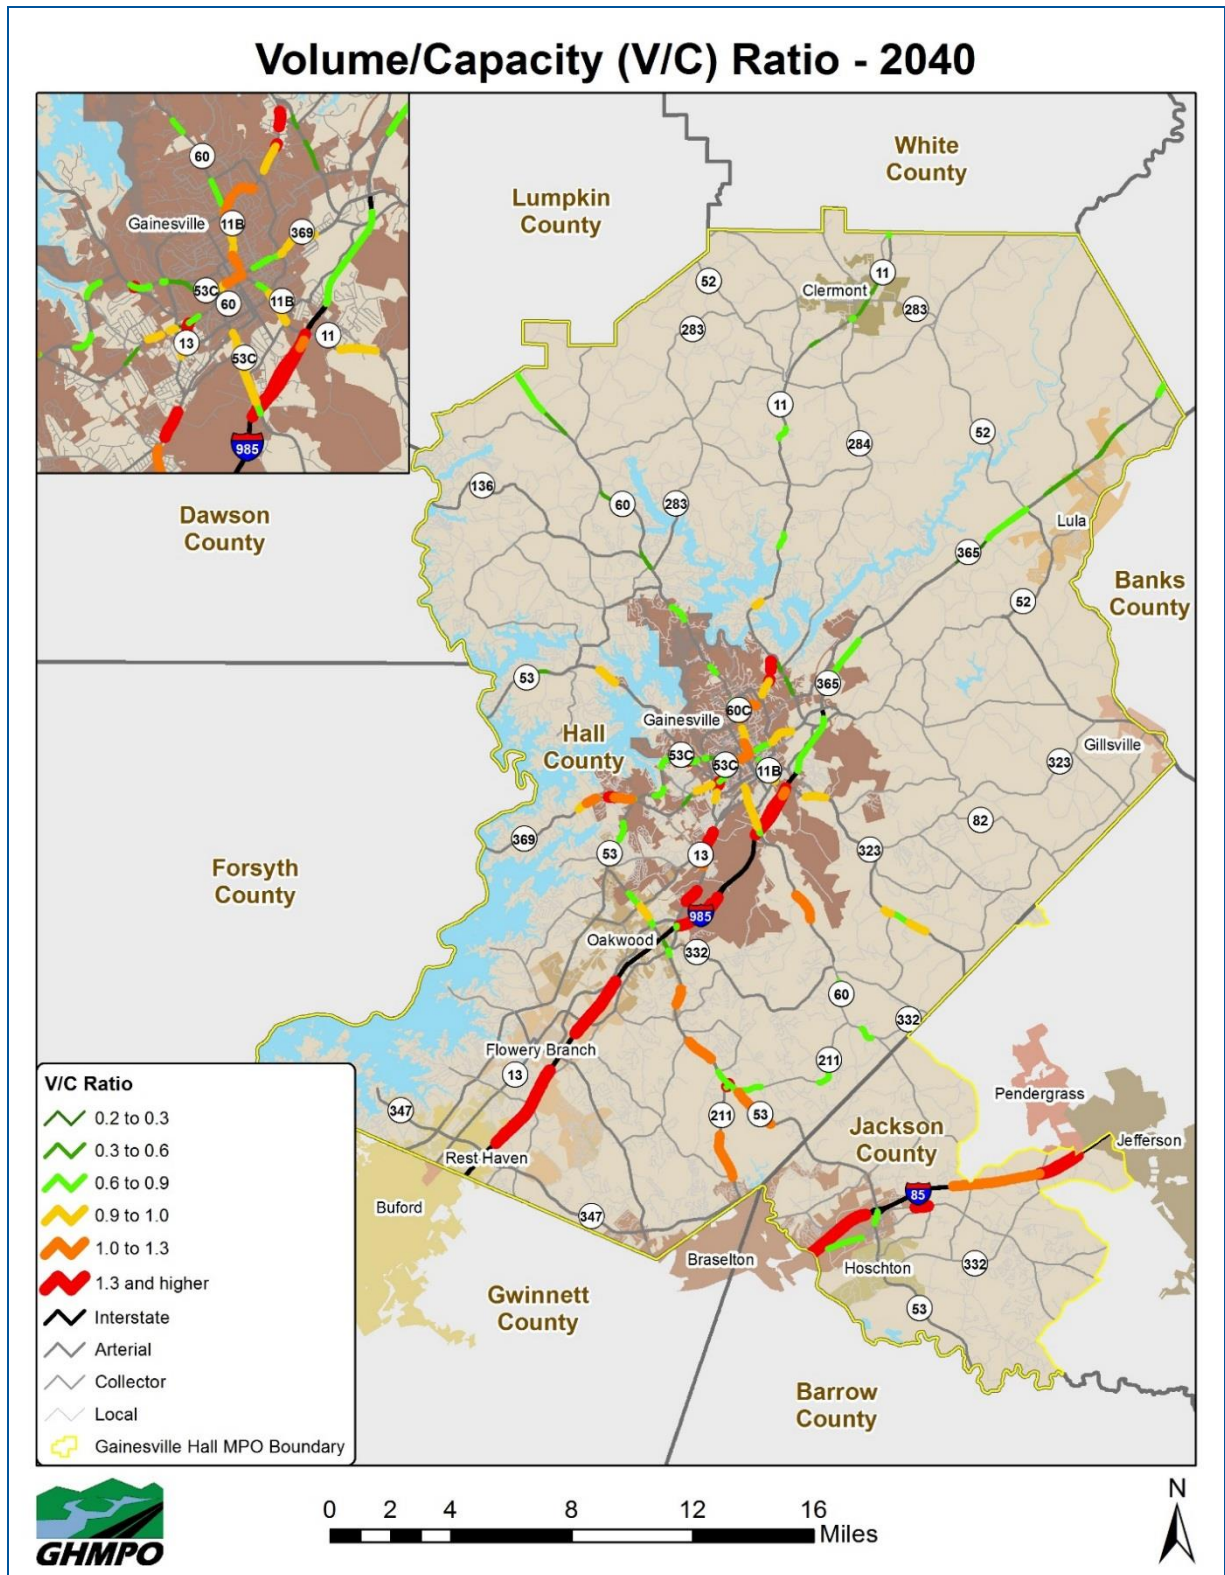 Volume/Capacity (V/C) Ratio - 2040
60
Gainesville
11B
369
53C
60
11B
13
11
53C
985
White
County
Lumpkin
County
52
11
Clermont
283
283
11
284
52
136
60
283
Dawson
County
Lula
365
Banks
County
52
53
365
60C
Gainesville
Hall
County
Gillsville
53C
53C
11B
323
82
369
53
13
323
Forsyth
County
985
Oakwood
332
60
332
Flowery Branch
13
211
Pendergrass
347
211
53
Jackson
County
Jefferson
Rest Haven
85
Buford
347
Braselton
Hoschton
332
Gwinnett
County
53
Barrow
County
V/C Ratio
0.2 to 0.3
0.3 to 0.6
0.6 to 0.9
0.9 to 1.0
1.0 to 1.3
1.3 and higher
Interstate
Arterial
Collector
Local
Gainesville Hall MPO Boundary
GHMPO
0 2 4 8 12 16
Miles
N